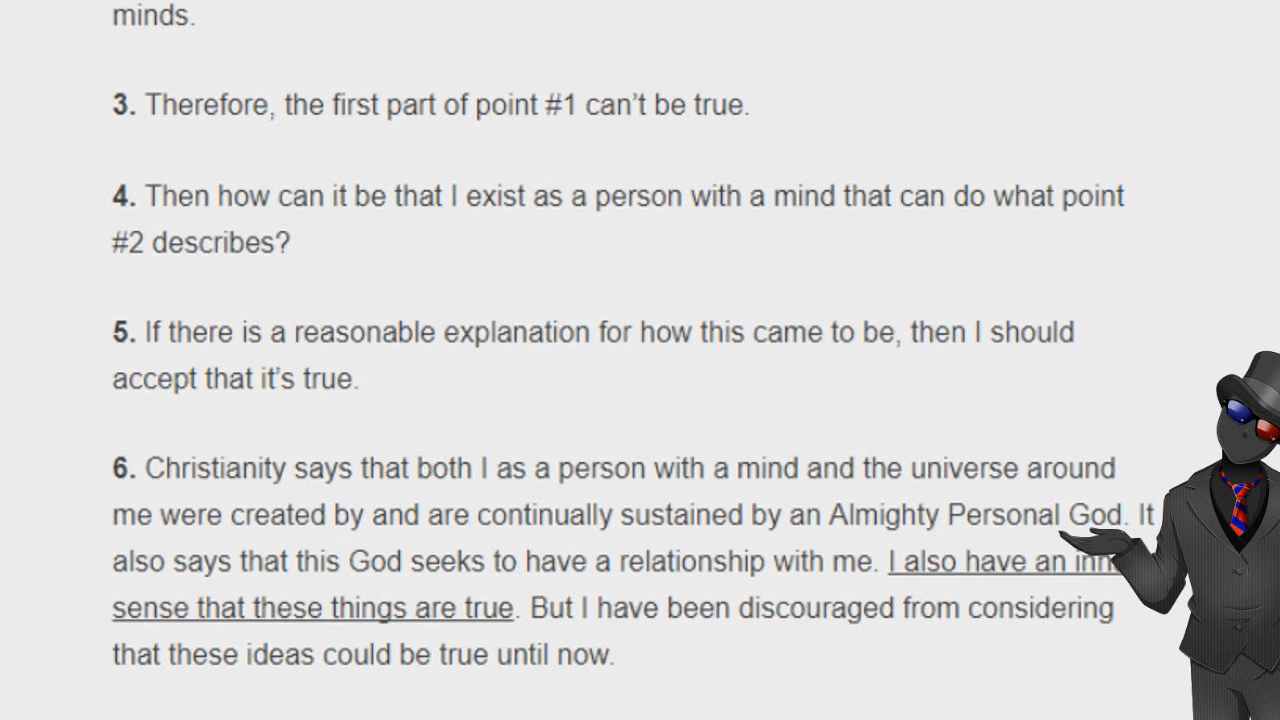 minds.
3. Therefore, the first part of point #1 can't be true.
4. Then how can it be that I exist as a person with a mind that can do what point
#2 describes?
5. If there is a reasonable explanation for how this came to be, then I should
accept that it's true.
6. Christianity says that both I as a person with a mind and the universe around
me were created by and are continually sustained by an Almighty Personal God. It
also says that this God seeks to have a relationship with me. I also have an
sense that these things are true. But I have been discouraged from considering
that these ideas could be true until now.